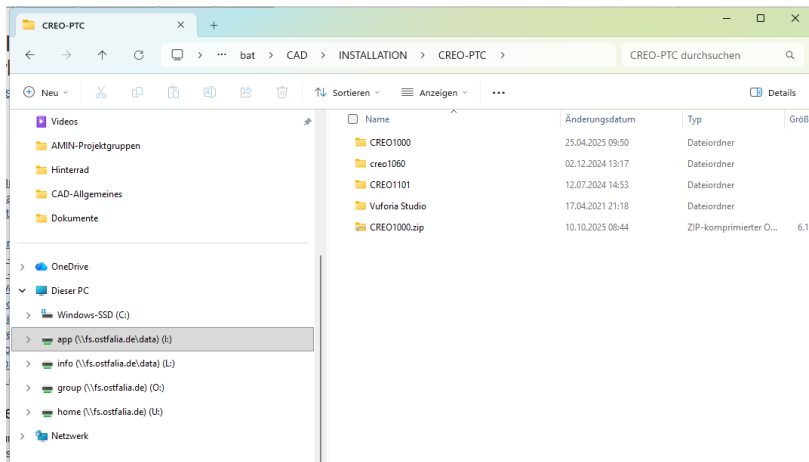 CREO-PTC
bat > CAD > INSTALLATION > CREO-PTC >
CREO-PTC durchsuchen
Neu
Sortieren
Anzeigen
Details
Videos
AMIN-Projektgruppen
Hinterrad
CAD-Allgemeines
Dokumente
OneDrive
Dieser PC
Windows-SSD (C:)
app (\\fs.ostfalia.de\data) (I:)
info (\\fs.ostfalia.de\data) (L:)
group (\\fs.ostfalia.de) (O:)
home (\\fs.ostfalia.de) (U:)
Netzwerk
Name Änderungsdatum Typ Größ
CREO1000 25.04.2025 09:50 Dateiordner
creo1060 02.12.2024 13:17 Dateiordner
CREO1101 12.07.2024 14:53 Dateiordner
Vuforia Studio 17.04.2021 21:18 Dateiordner
CREO1000.zip 10.10.2025 08:44 ZIP-komprimierter O... 6.1